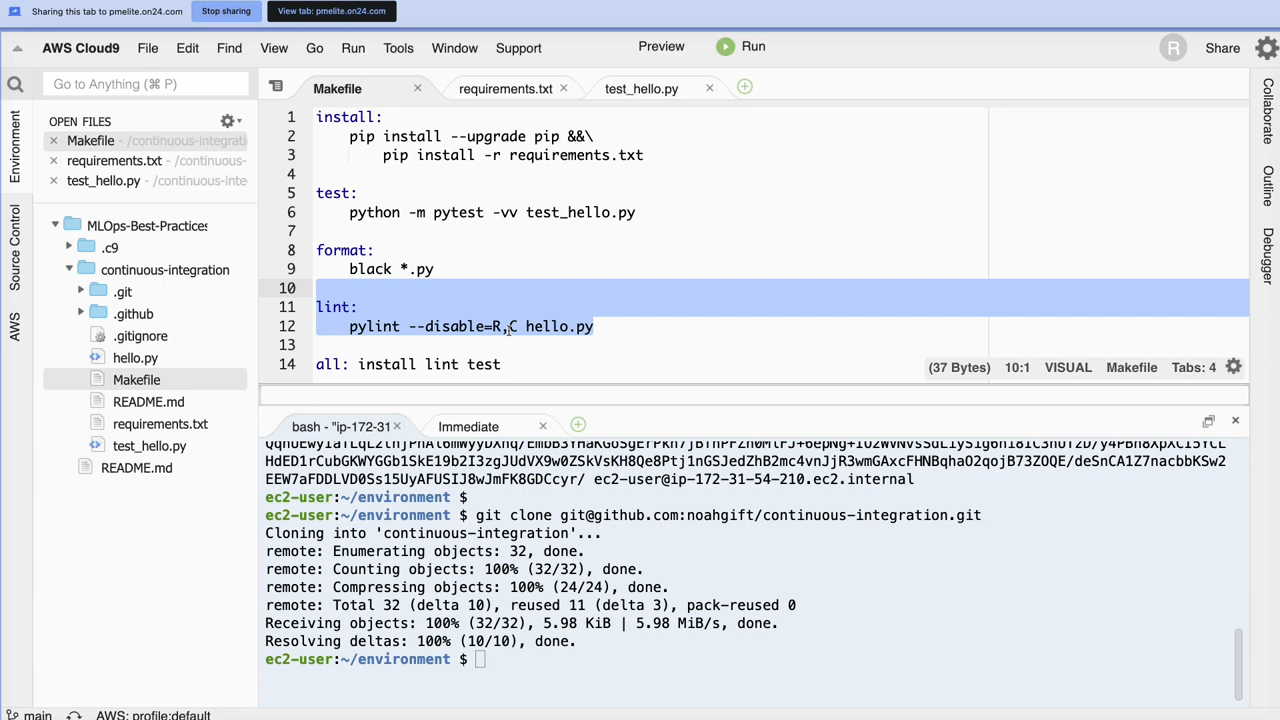 Sharing this tab to pmelite.on24.com Stop sharing View tab: pmelite.on24.com
AWS Cloud9 File Edit Find View Go Run Tools Window Support Preview Run R Share
Go to Anything (⌘ P)
Makefile requirements.txt test_hello.py
OPEN FILES
Makefile - /continuous-integrati
requirements.txt - /continuous-
test_hello.py - /continuous-inte
MLOps-Best-Practices
.c9
continuous-integration
.git
.github
.gitignore
hello.py
Makefile
README.md
requirements.txt
test_hello.py
README.md
Environment
Source Control
AWS
1 install:
2 pip install --upgrade pip &&\
3 pip install -r requirements.txt
4
5 test:
6 python -m pytest -vv test_hello.py
7
8 format:
9 black *.py
10
11 lint:
12 pylint --disable=R,C hello.py
13
14 all: install lint test
(37 Bytes) 10:1 VISUAL Makefile Tabs: 4
Collaborate
Outline
Debugger
bash - "ip-172-31 Immediate
HdED1rCubGKWYGGb1SkE19b2I3zgJUdVX9w0ZSkVsKH8Qe8Ptj1nGSJedZhB2mc4vnJjR3wmGAxcFHNBqhaO2qojB73ZOQE/deSnCA1Z7nacbbKSw2
EEW7aFDDLVD0Ss15UyAFUSIJ8wJmFK8GDCcyr/ ec2-user@ip-172-31-54-210.ec2.internal
ec2-user:~/environment $
ec2-user:~/environment $ git clone git@github.com:noahgift/continuous-integration.git
Cloning into 'continuous-integration'...
remote: Enumerating objects: 32, done.
remote: Counting objects: 100% (32/32), done.
remote: Compressing objects: 100% (24/24), done.
remote: Total 32 (delta 10), reused 11 (delta 3), pack-reused 0
Receiving objects: 100% (32/32), 5.98 KiB | 5.98 MiB/s, done.
Resolving deltas: 100% (10/10), done.
ec2-user:~/environment $
main AWS: profile:default